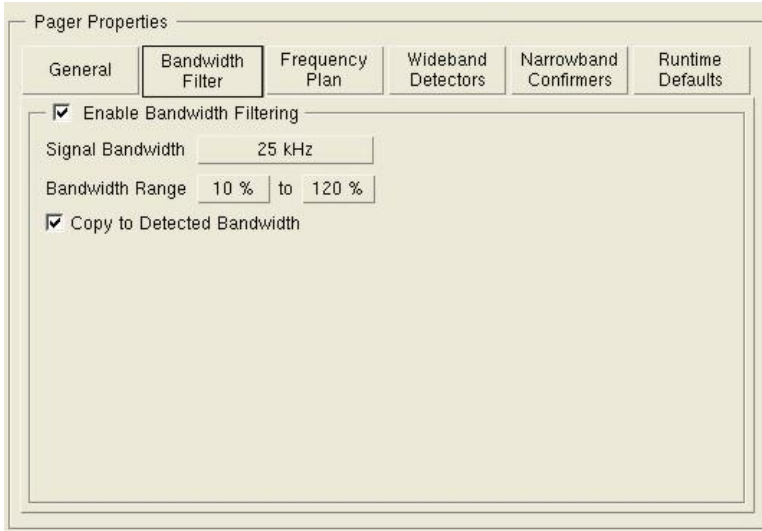 Pager Properties
General
Bandwidth
Filter
Frequency
Plan
Wideband
Detectors
Narrowband
Confirmers
Runtime
Defaults
Enable Bandwidth Filtering
Signal Bandwidth 25 kHz
Bandwidth Range 10 % to 120 %
Copy to Detected Bandwidth